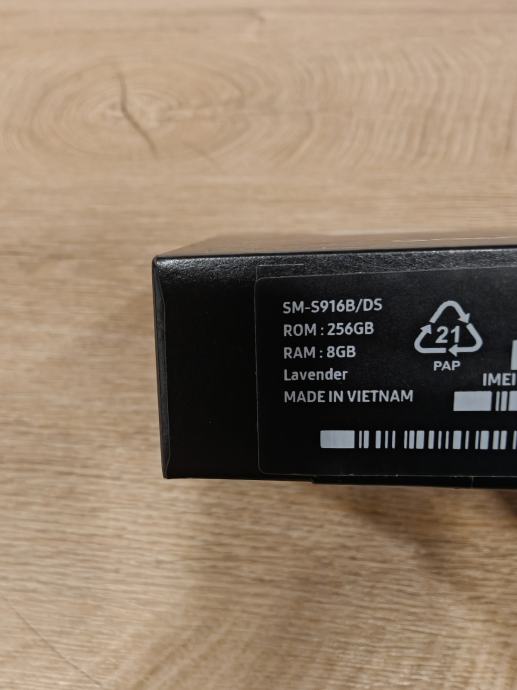 SM-S916B/DS
ROM : 256GB
RAM : 8GB
Lavender
MADE IN VIETNAM
21
PAP
IMEI